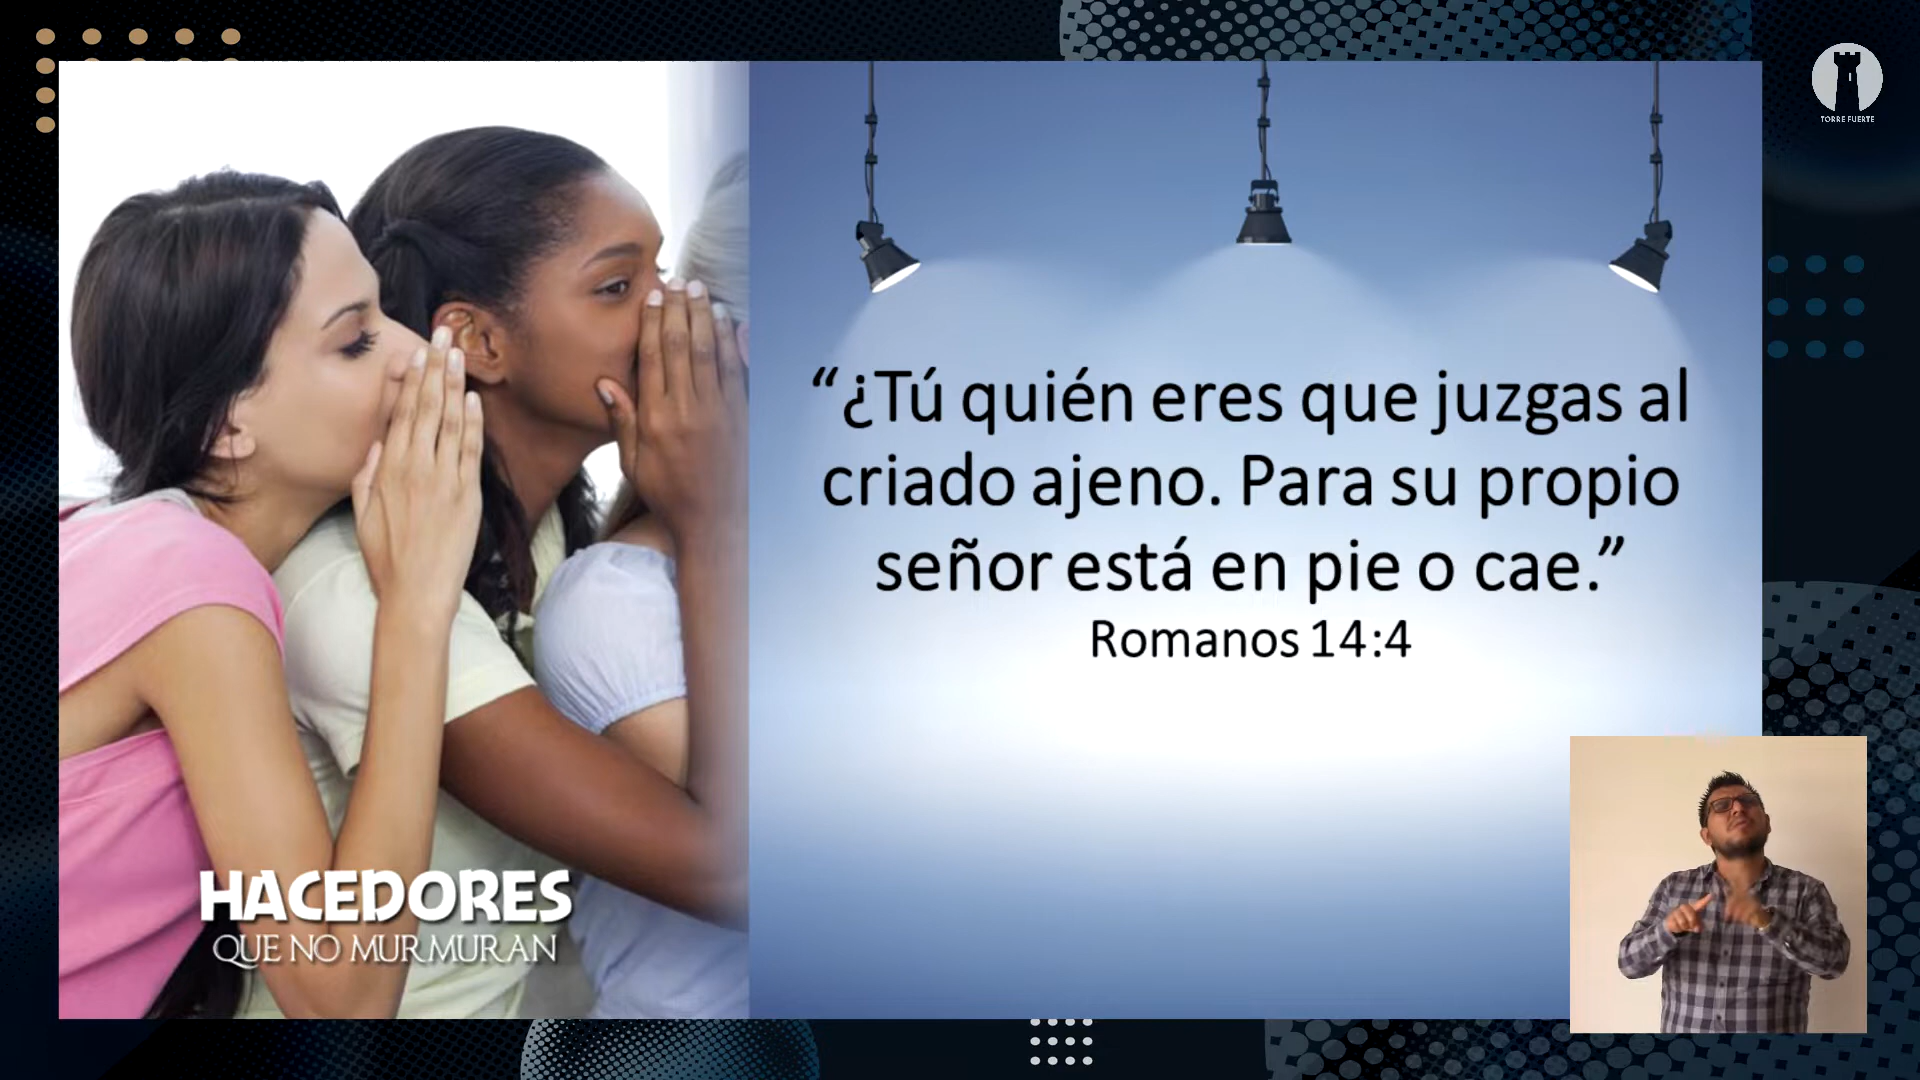 TORRE FUERTE
“¿Tú quién eres que juzgas al
criado ajeno. Para su propio
señor está en pie o cae.”
Romanos 14:4
HACEDORES
QUE NO MURMURAN